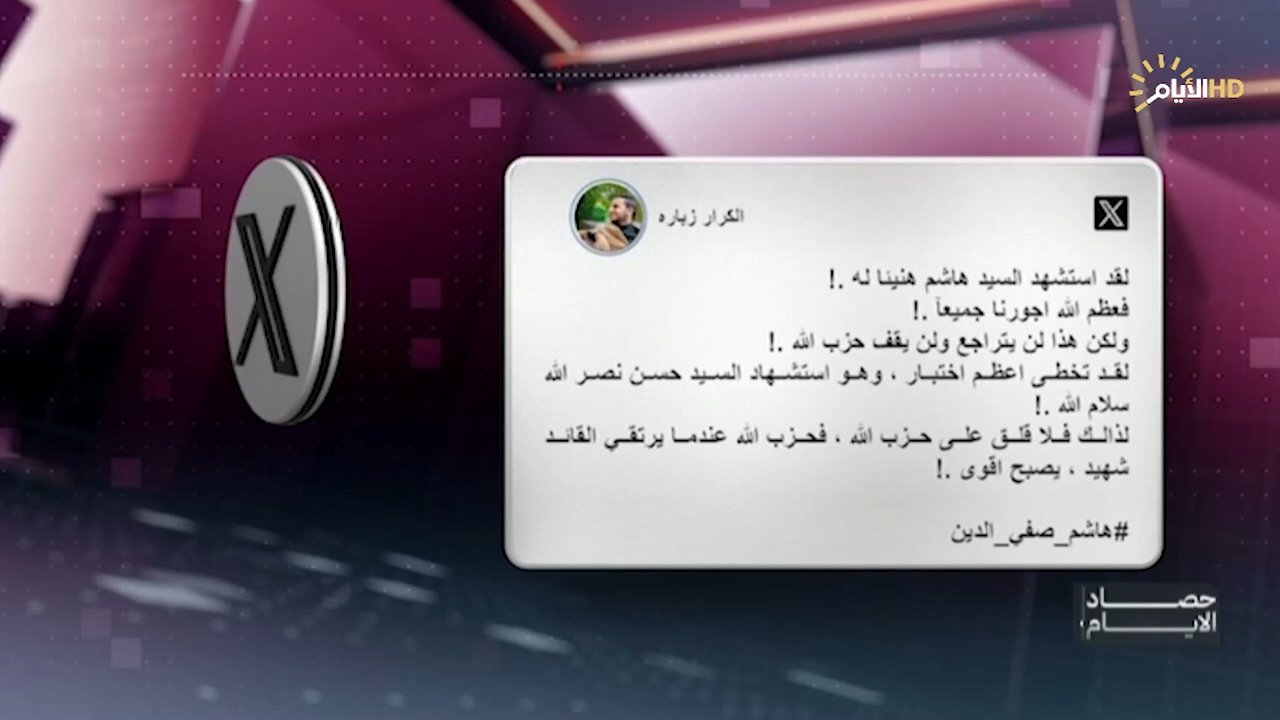 الأيام HD
الكرار زباره
لقد استشهد السيد هاشم هنيئا له .!
فعظم الله اجورنا جميعاً .!
ولكن هذا لن يتراجع ولن يقف حزب الله .!
لقد تخطى اعظم اختبار ، وهو استشهاد السيد حسن نصر الله
سلام الله .!
لذالك فلا قلق على حزب الله ، فحزب الله عندما يرتقي القائد
شهيد ، يصبح اقوى .!
#هاشم_صفي_الدين
حصاد
الايام